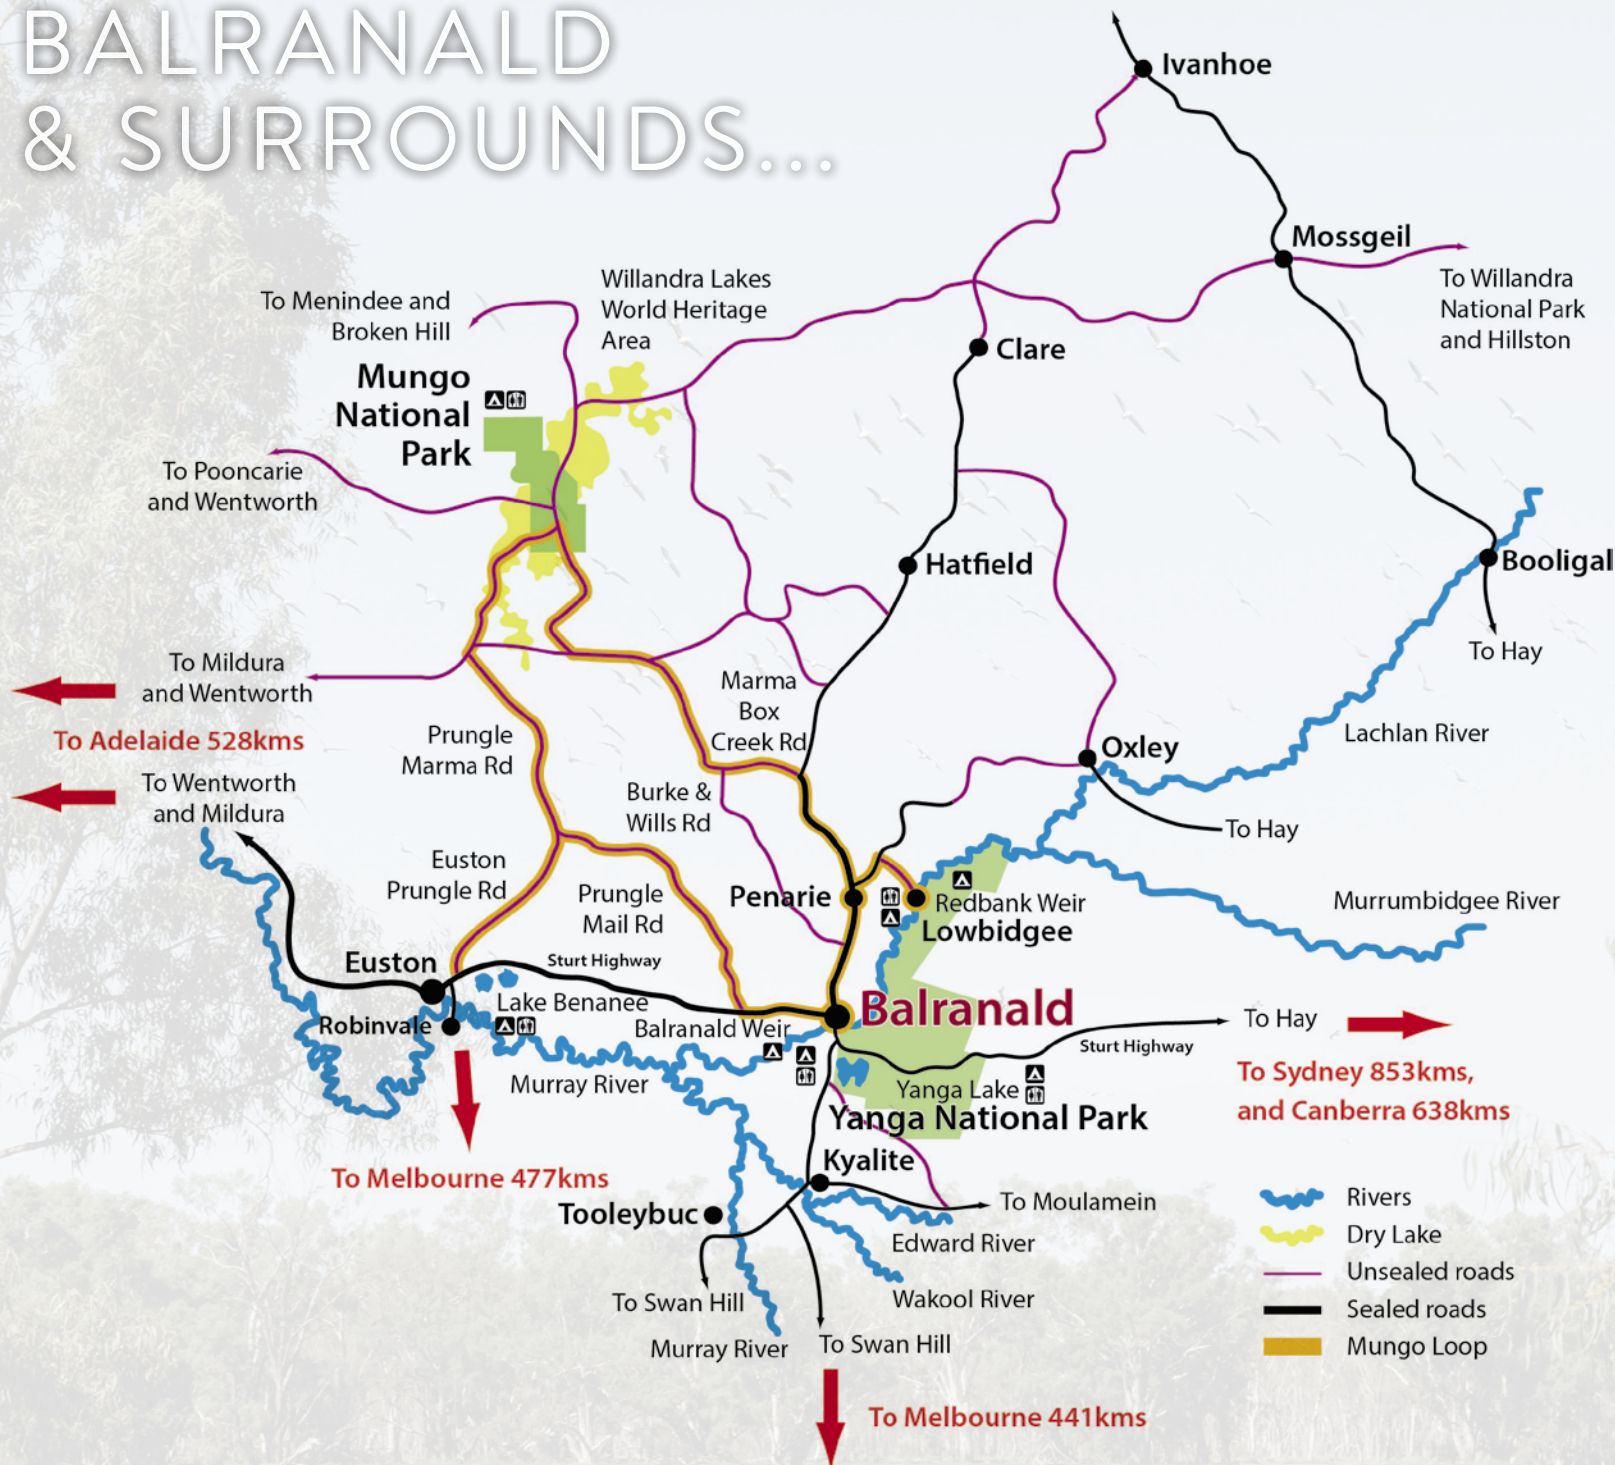 BALRANALD
& SURROUNDS...
Ivanhoe
Mossgeil
To Willandra
National Park
and Hillston
Willandra Lakes
World Heritage
Area
To Menindee and
Broken Hill
Clare
Mungo
National
Park
To Pooncarie
and Wentworth
Hatfield
Booligal
To Hay
To Mildura
and Wentworth
Marma
Box
Creek Rd
To Adelaide 528kms
Prungle
Marma Rd
Lachlan River
Oxley
To Wentworth
and Mildura
Burke &
Wills Rd
To Hay
Euston
Prungle Rd
Prungle
Mail Rd
Penarie
Redbank Weir
Lowbidgee
Murrumbidgee River
Euston
Sturt Highway
Lake Benanee
Robinvale
Balranald Weir
Balranald
To Hay
Sturt Highway
Murray River
Yanga Lake
Yanga National Park
To Sydney 853kms,
and Canberra 638kms
To Melbourne 477kms
Kyalite
To Moulamein
Tooleybuc
Edward River
Wakool River
To Swan Hill
Murray River
To Swan Hill
To Melbourne 441kms
Rivers
Dry Lake
Unsealed roads
Sealed roads
Mungo Loop